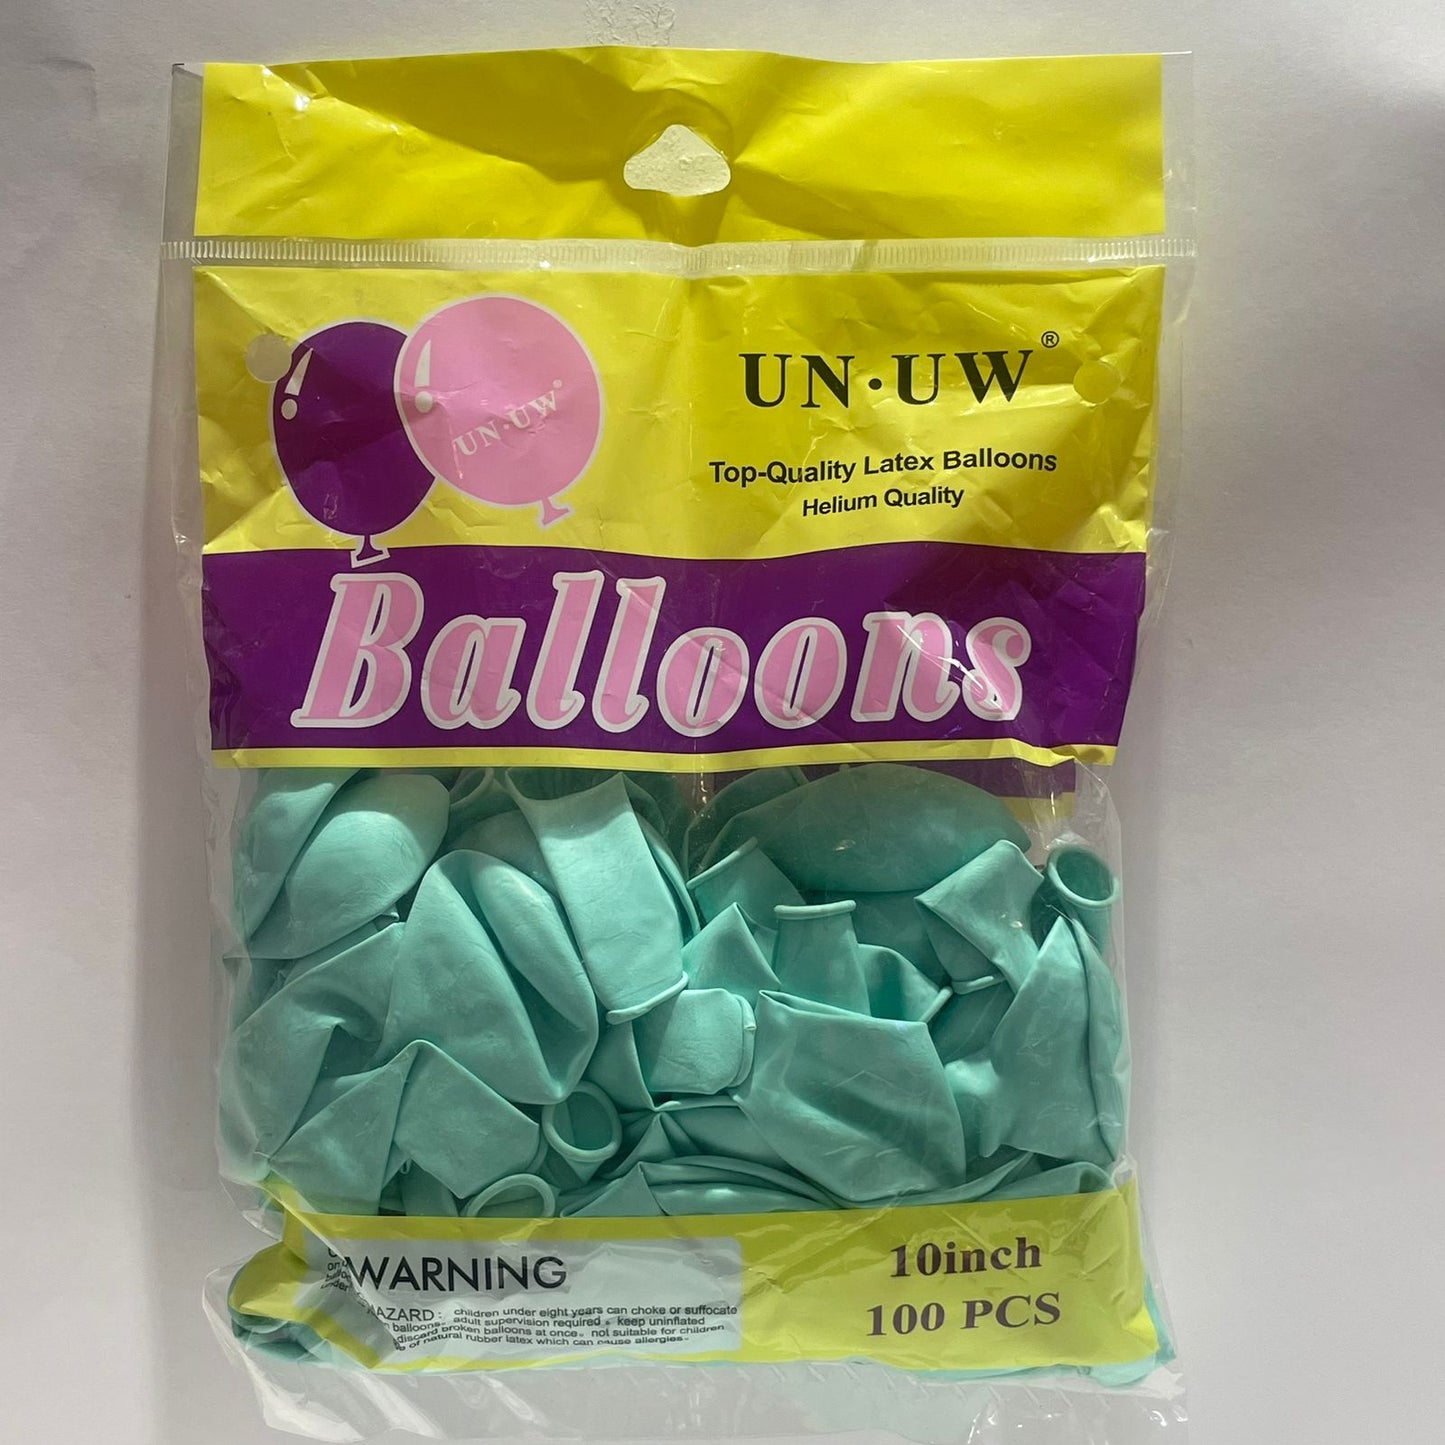 UN·UW®
UN·UW®
Top-Quality Latex Balloons
Helium Quality
Balloons
WARNING
AZARD: children under eight years can choke or suffocate
balloons. adult supervision required. keep uninflated
discard broken balloons at once. not suitable for children
of natural rubber latex which can cause allergies.
10inch
100 PCS